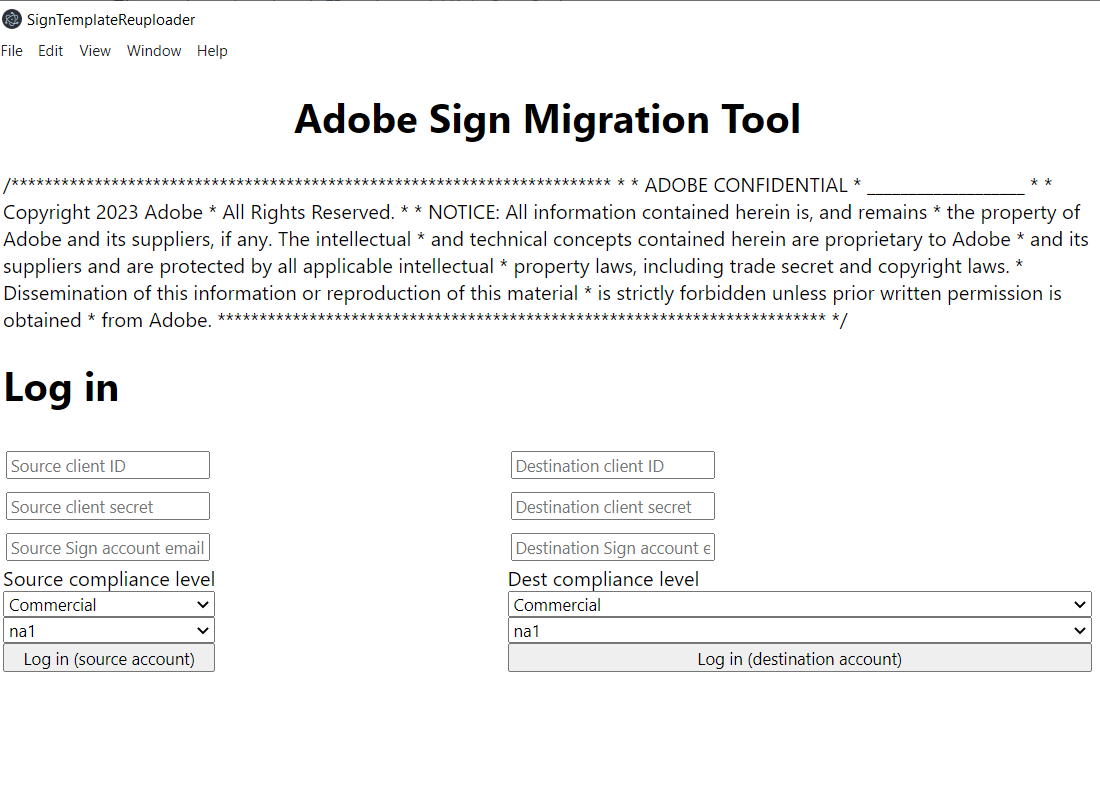 SignTemplateReuploader
File Edit View Window Help
Adobe Sign Migration Tool
/************************************************************************* * * ADOBE CONFIDENTIAL * ___________________ * *
Copyright 2023 Adobe * All Rights Reserved. * * NOTICE: All information contained herein is, and remains * the property of
Adobe and its suppliers, if any. The intellectual * and technical concepts contained herein are proprietary to Adobe * and its
suppliers and are protected by all applicable intellectual * property laws, including trade secret and copyright laws. *
Dissemination of this information or reproduction of this material * is strictly forbidden unless prior written permission is
obtained * from Adobe. ************************************************************************** */
Log in
Source client ID
Source client secret
Source Sign account email
Source compliance level
Commercial
na1
Log in (source account)
Destination client ID
Destination client secret
Destination Sign account e
Dest compliance level
Commercial
na1
Log in (destination account)